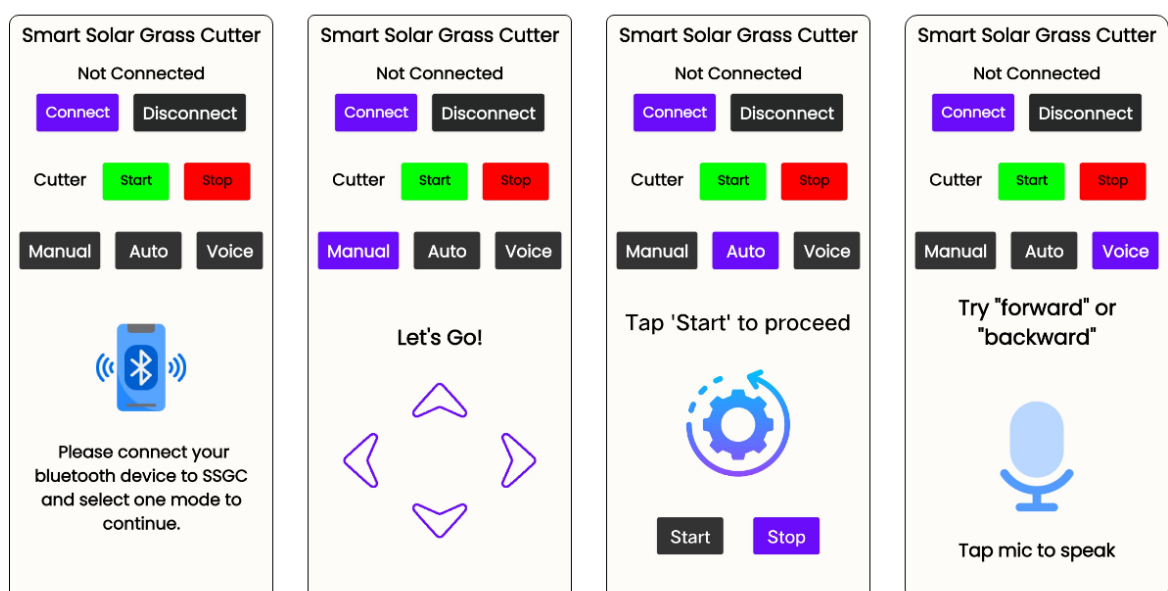 Smart Solar Grass Cutter
Not Connected
Connect
Disconnect
Cutter
Start
Stop
Manual
Auto
Voice
Please connect your
bluetooth device to SSGC
and select one mode to
continue.
Smart Solar Grass Cutter
Not Connected
Connect
Disconnect
Cutter
Start
Stop
Manual
Auto
Voice
Let's Go!
Smart Solar Grass Cutter
Not Connected
Connect
Disconnect
Cutter
Start
Stop
Manual
Auto
Voice
Tap 'Start' to proceed
Start
Stop
Smart Solar Grass Cutter
Not Connected
Connect
Disconnect
Cutter
Start
Stop
Manual
Auto
Voice
Try "forward" or
"backward"
Tap mic to speak